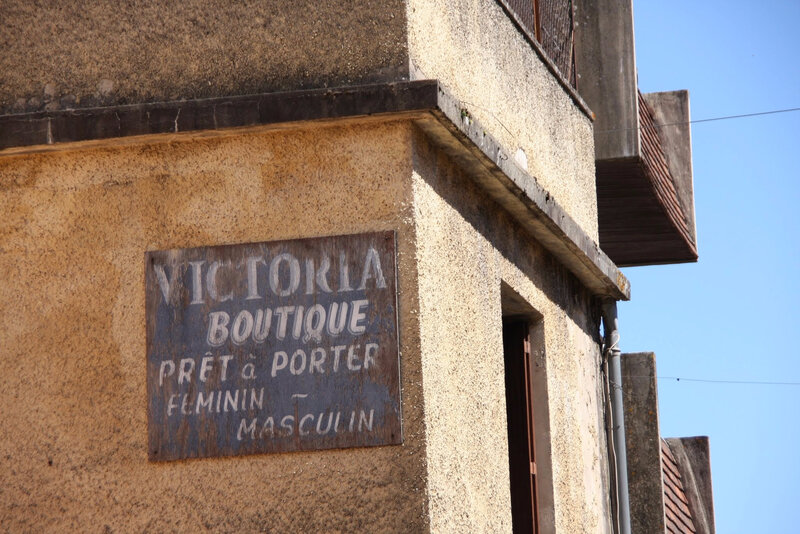 VICTORIA
BOUTIQUE
PRÊT a PORTER
FEMININ ~
MASCULIN